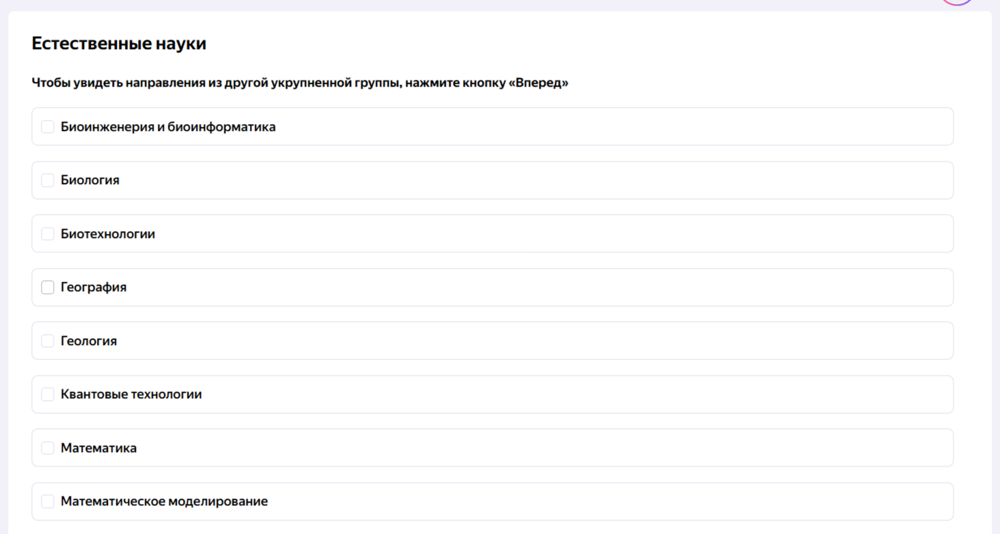 Естественные науки
Чтобы увидеть направления из другой укрупненной группы, нажмите кнопку «Вперед»
Биоинженерия и биоинформатика
Биология
Биотехнологии
География
Геология
Квантовые технологии
Математика
Математическое моделирование